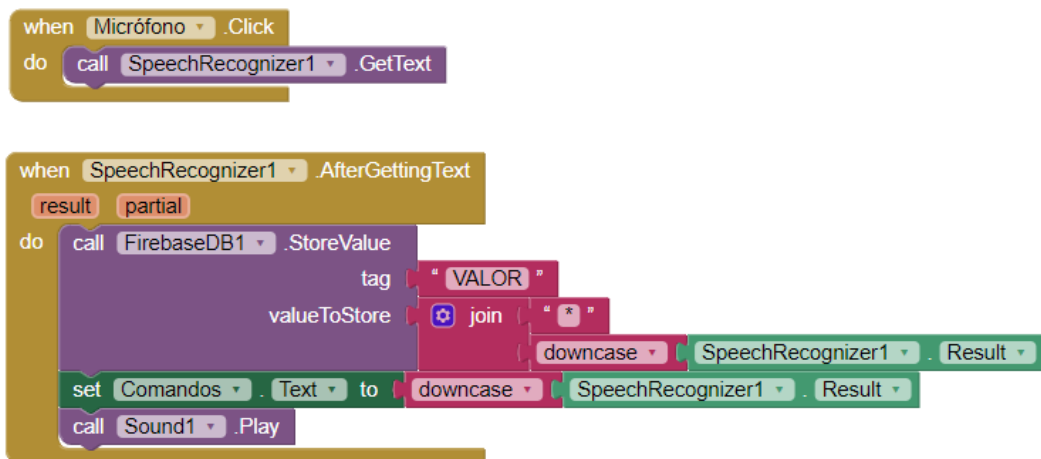 when Micrófono .Click
do call SpeechRecognizer1 .GetText
when SpeechRecognizer1 .AfterGettingText
result partial
do call FirebaseDB1 .StoreValue
tag " VALOR "
valueToStore join " * "
downcase SpeechRecognizer1 . Result
set Comandos . Text to downcase SpeechRecognizer1 . Result
call Sound1 .Play